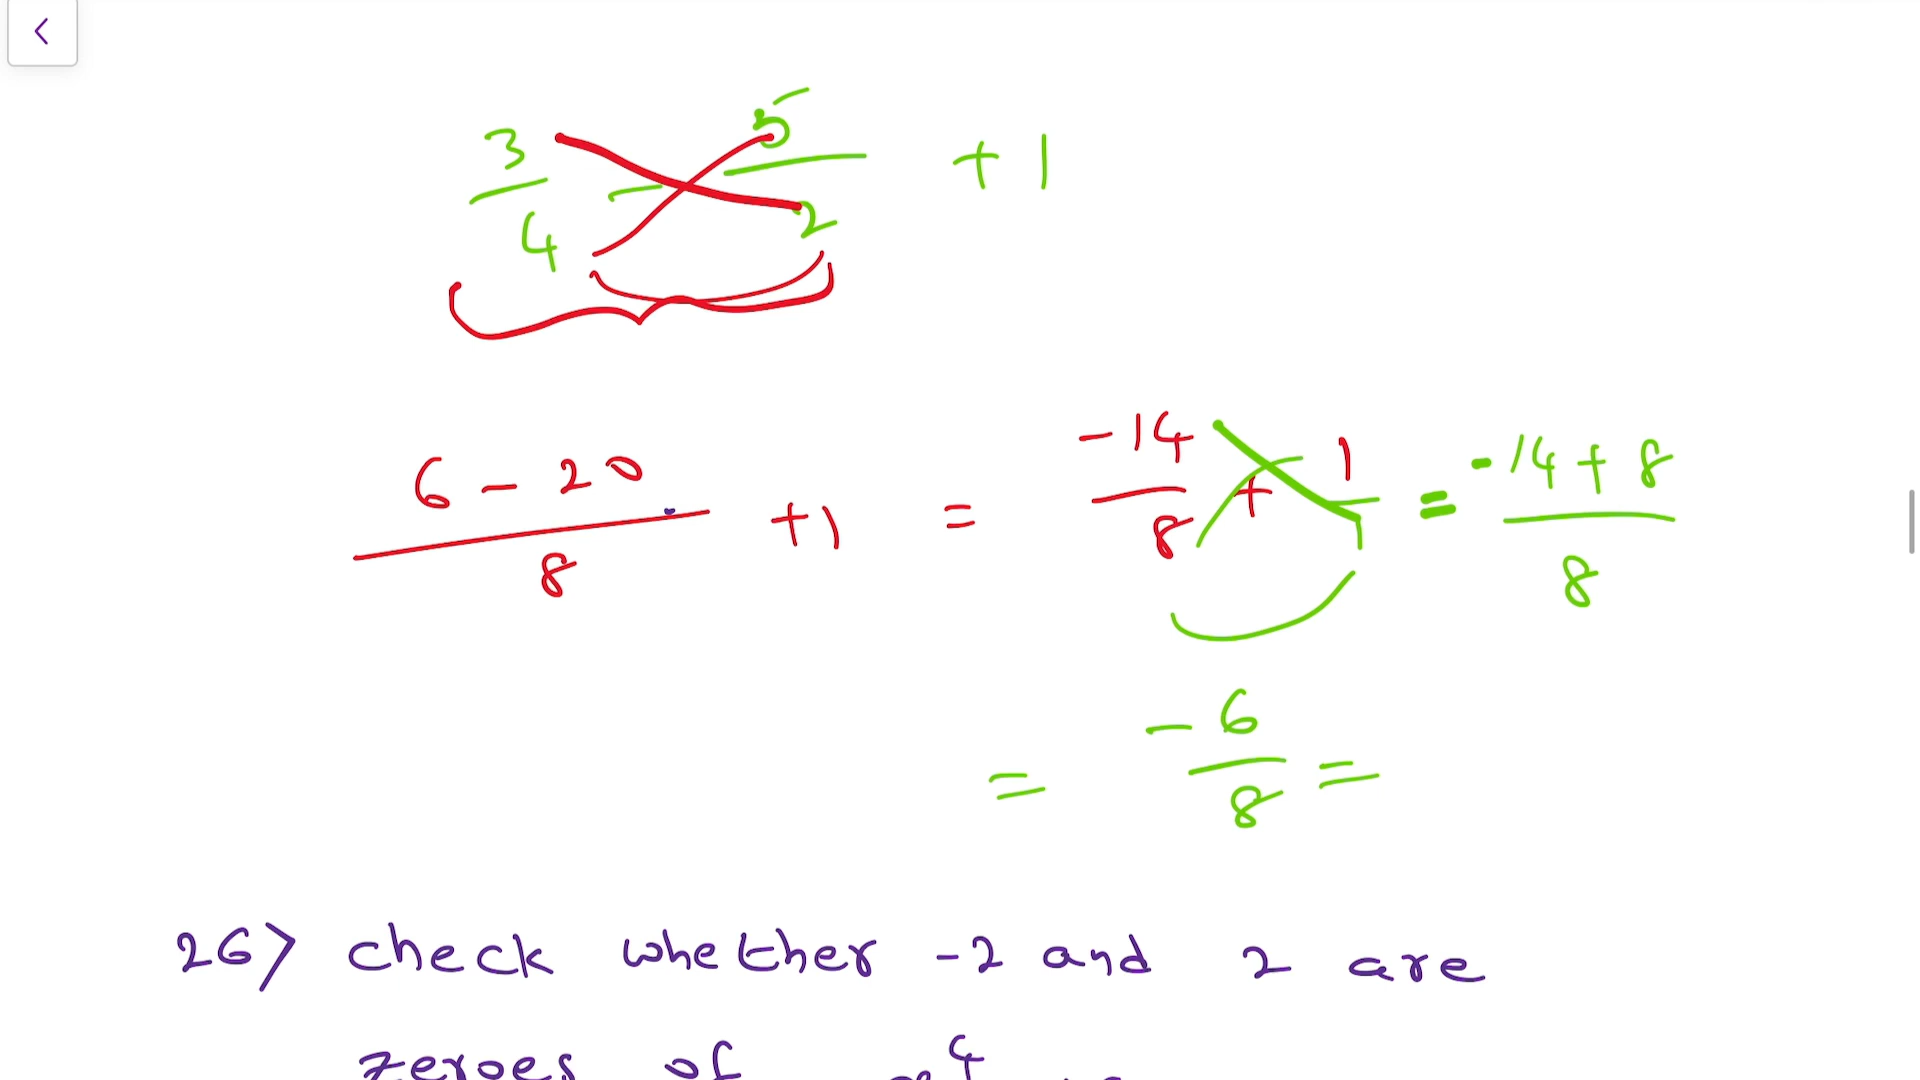 3/4 - 5/2 + 1
(6 - 20)/8 + 1 = -14/8 + 1/1 = (-14 + 8)/8
= -6/8 =
26> check whether -2 and 2 are
zeroes of